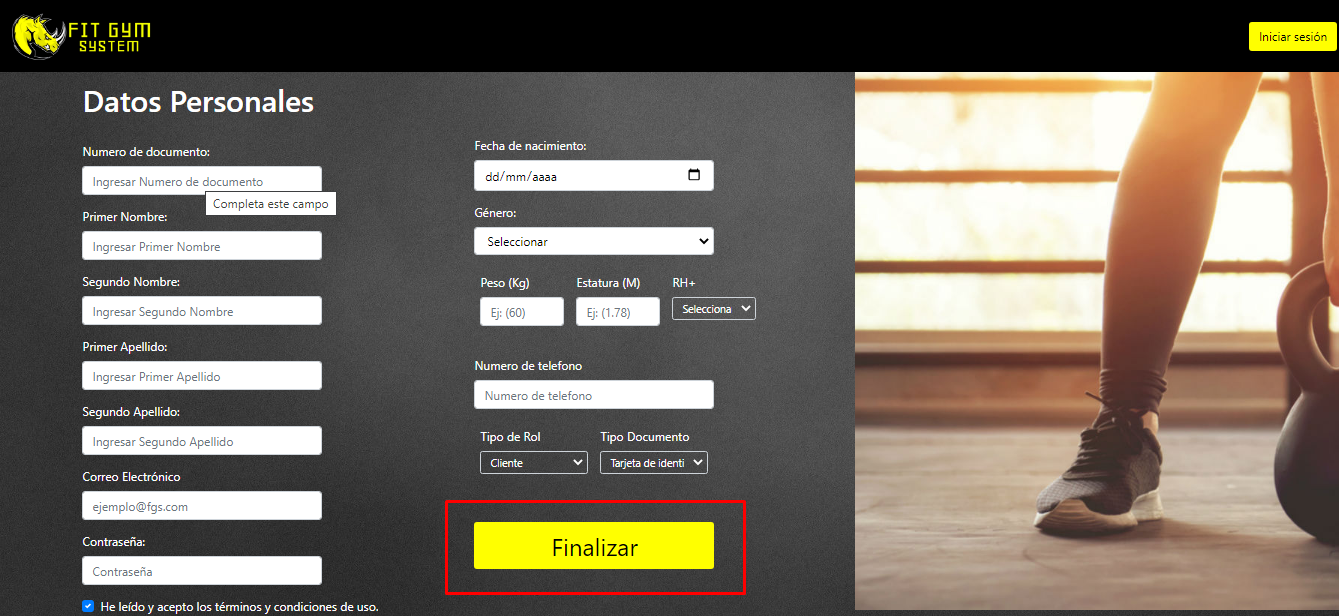 FIT GYM
SYSTEM
Iniciar sesión
Datos Personales
Numero de documento:
Ingresar Numero de documento
Completa este campo
Primer Nombre:
Ingresar Primer Nombre
Segundo Nombre:
Ingresar Segundo Nombre
Primer Apellido:
Ingresar Primer Apellido
Segundo Apellido:
Ingresar Segundo Apellido
Correo Electrónico
ejemplo@fgs.com
Contraseña:
Contraseña
He leído y acepto los términos y condiciones de uso.
Fecha de nacimiento:
dd/mm/aaaa
Género:
Seleccionar
Peso (Kg) Estatura (M) RH+
Ej: (60) Ej: (1.78) Selecciona
Numero de telefono
Numero de telefono
Tipo de Rol Tipo Documento
Cliente Tarjeta de identi
Finalizar